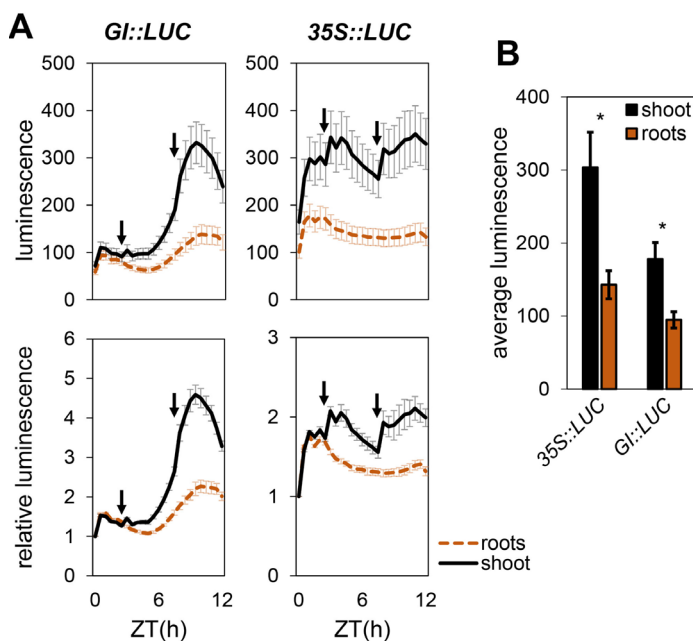 A
GI::LUC
35S::LUC
luminescence
500
400
300
200
100
0
500
400
300
200
100
0
relative luminescence
6
5
4
3
2
1
0
0
6
12
ZT(h)
3
2
1
0
0
6
12
ZT(h)
roots
shoot
B
average luminescence
400
300
200
100
0
*
*
shoot
roots
35S::LUC
GI::LUC